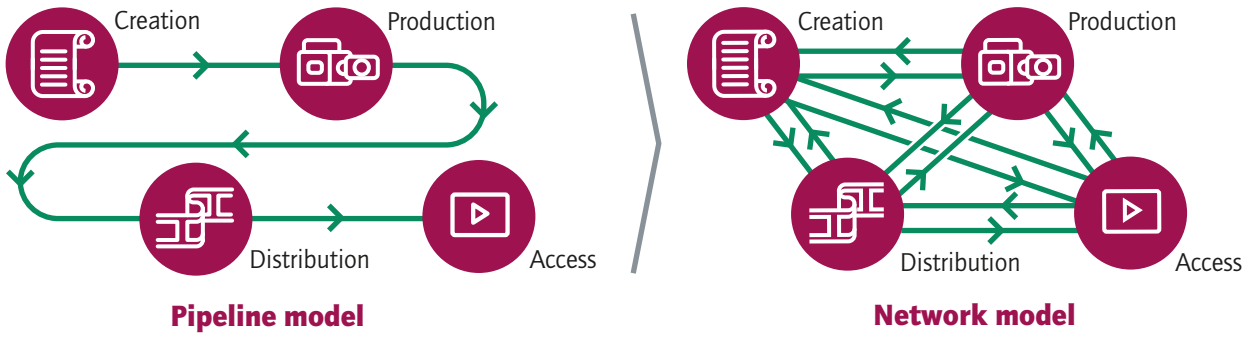 Creation
Production
Distribution
Access
Pipeline model
Creation
Production
Distribution
Access
Network model